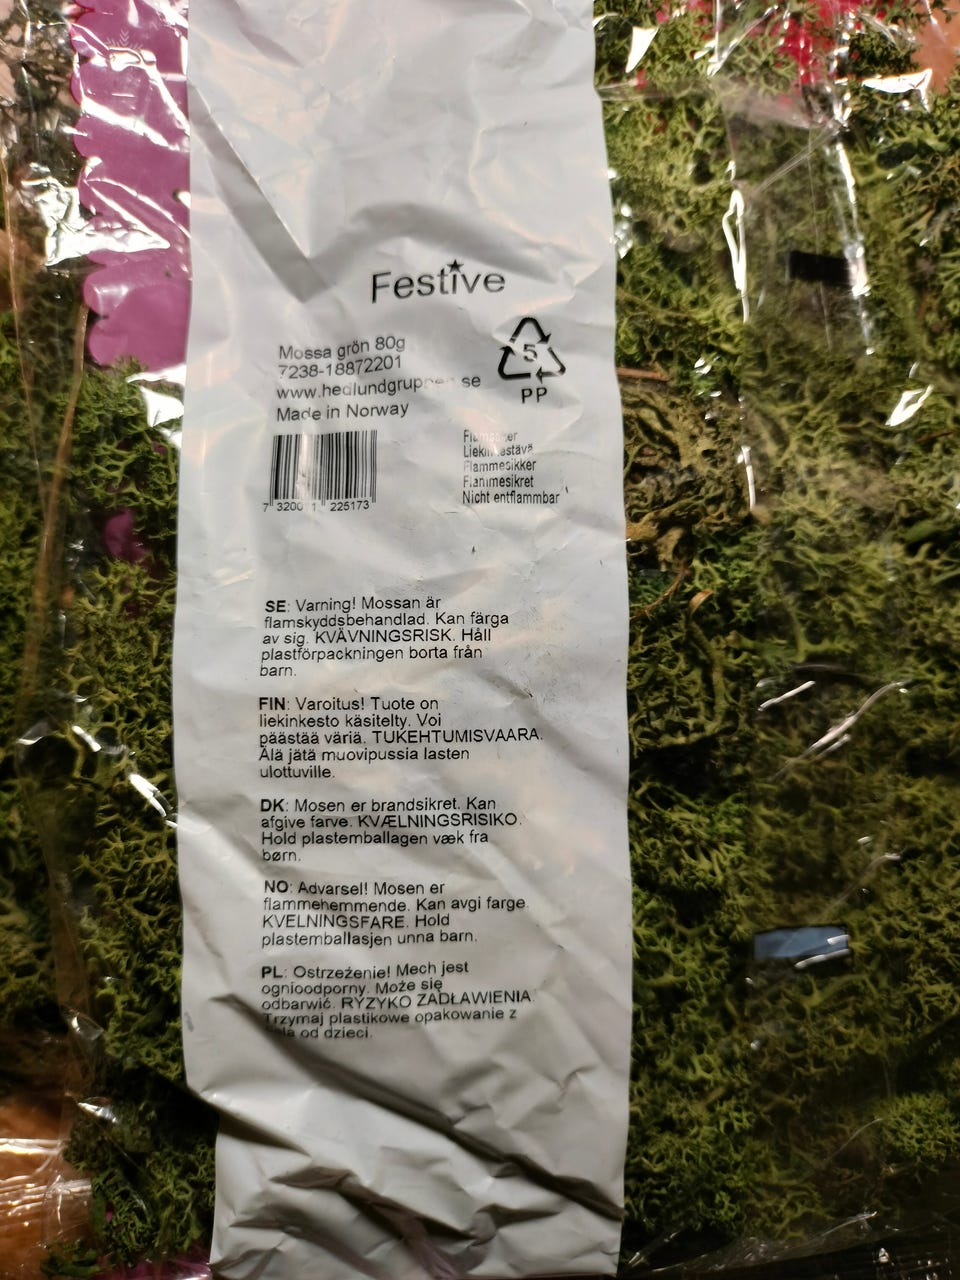 Festive
Mossa grön 80g
7238-18872201
www.hedlundgruppen.se
Made in Norway
5
PP
7 32000 1 225173
Liekinkestävä
Flammesikker
Flammesikret
Nicht entflammbar
SE: Varning! Mossan är
flamskyddsbehandlad. Kan färga
av sig. KVÄVNINGSRISK. Håll
plastförpackningen borta från
barn.
FIN: Varoitus! Tuote on
liekinkesto käsitelty. Voi
päästää väriä. TUKEHTUMISVAARA.
Älä jätä muovipussia lasten
ulottuville.
DK: Mosen er brandsikret. Kan
afgive farve. KVÆLNINGSRISIKO.
Hold plastemballagen væk fra
børn.
NO: Advarsel! Mosen er
flammehemmende. Kan avgi farge.
KVELNINGSFARE. Hold
plastemballasjen unna barn.
PL: Ostrzeżenie! Mech jest
ognioodporny. Może się
odbarwić. RYZYKO ZADŁAWIENIA.
Trzymaj plastikowe opakowanie z
od dzieci.